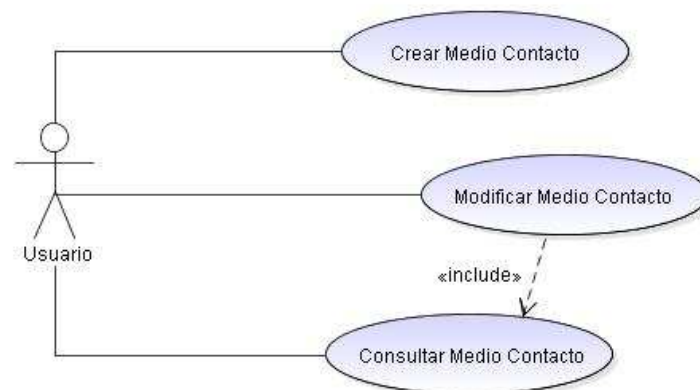 Crear Medio Contacto
Modificar Medio Contacto
Usuario
«include»
Consultar Medio Contacto